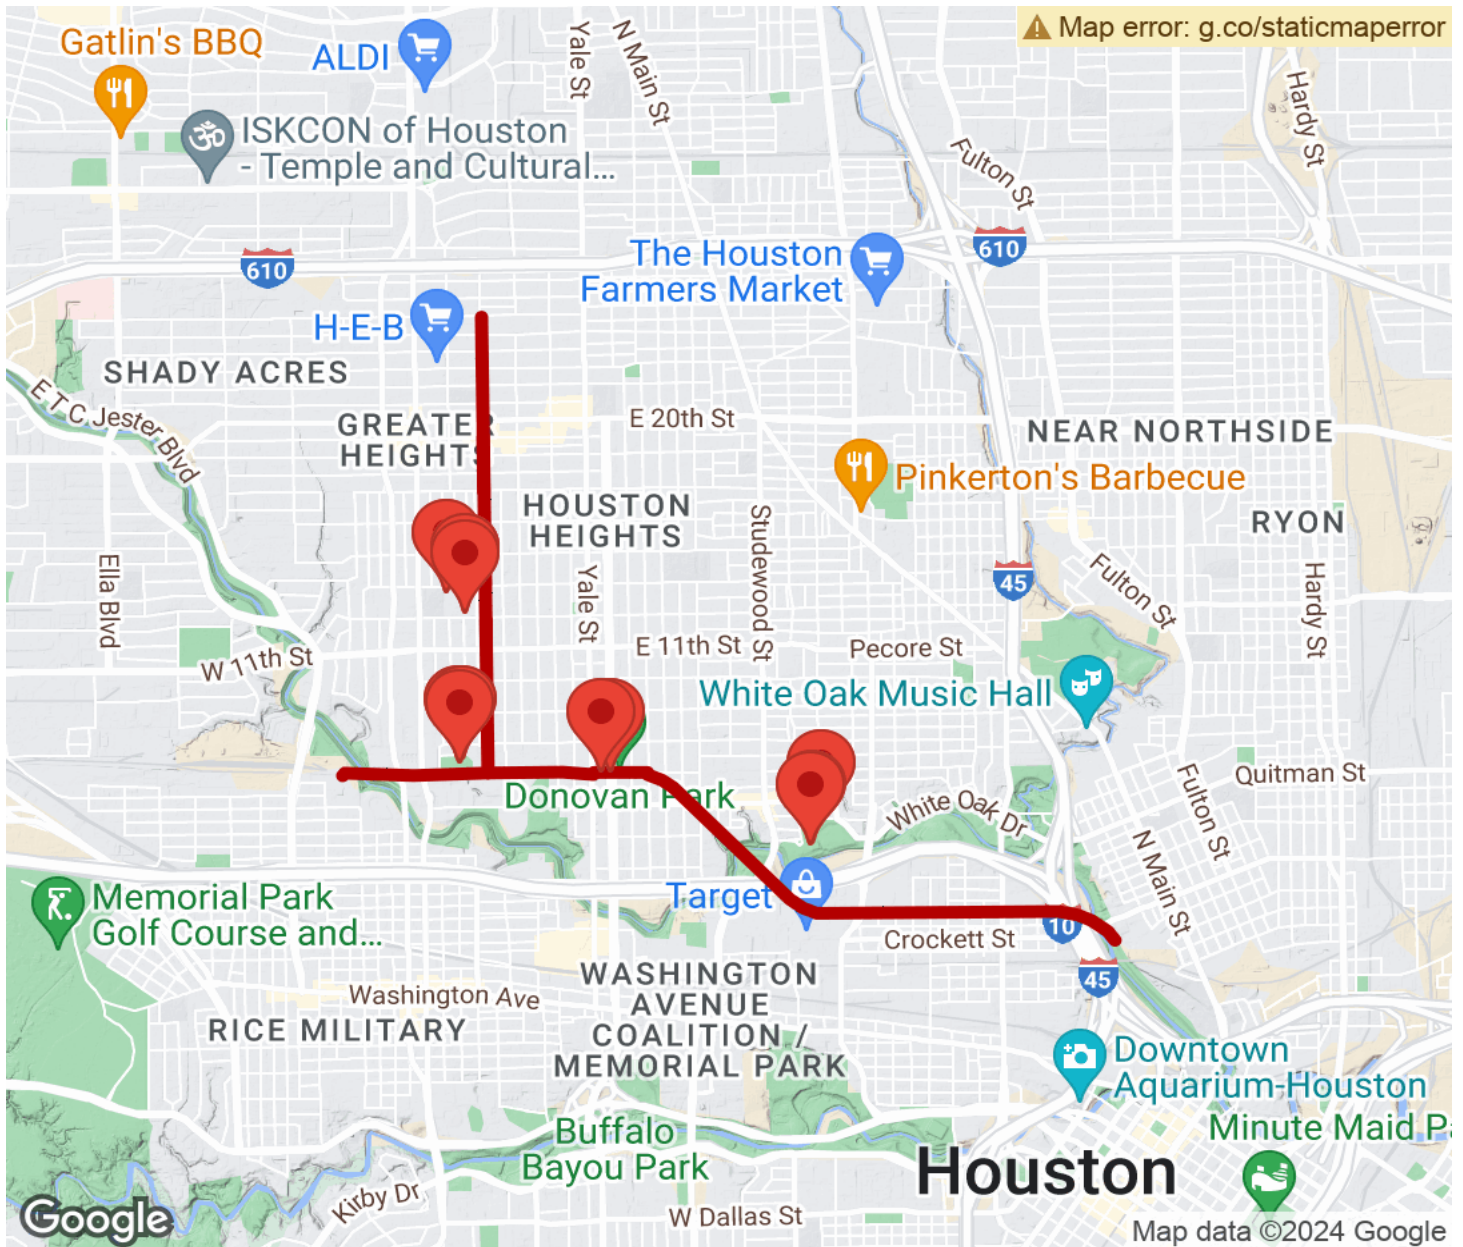 Map error: g.co/staticmaperror
Gatlin's BBQ
ALDI
Yale St
N Main St
Hardy St
ISKCON of Houston
- Temple and Cultural...
Fulton St
610
610
The Houston
Farmers Market
H-E-B
SHADY ACRES
E T C Jester Blvd
GREATER
HEIGHTS
E 20th St
NEAR NORTHSIDE
Pinkerton's Barbecue
HOUSTON
HEIGHTS
RYON
Studewood St
Ella Blvd
Yale St
45
Fulton St
Hardy St
W 11th St
E 11th St
Pecore St
White Oak Music Hall
Donovan Park
Quitman St
Fulton St
White Oak Dr
N Main St
Target
Memorial Park
Golf Course and...
10
Crockett St
45
WASHINGTON
AVENUE
COALITION /
MEMORIAL PARK
Washington Ave
RICE MILITARY
Downtown
Aquarium-Houston
Buffalo
Bayou Park
Minute Maid Pa
Houston
Kirby Dr
W Dallas St
Google
Map data ©2024 Google